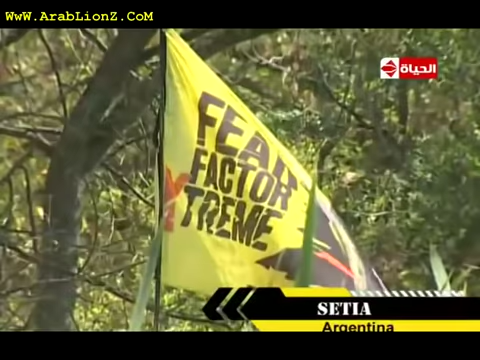 WwW.ArabLionZ.CoM
الحياة
FEAR
FACTOR
XTREME
SETIA
Argentina